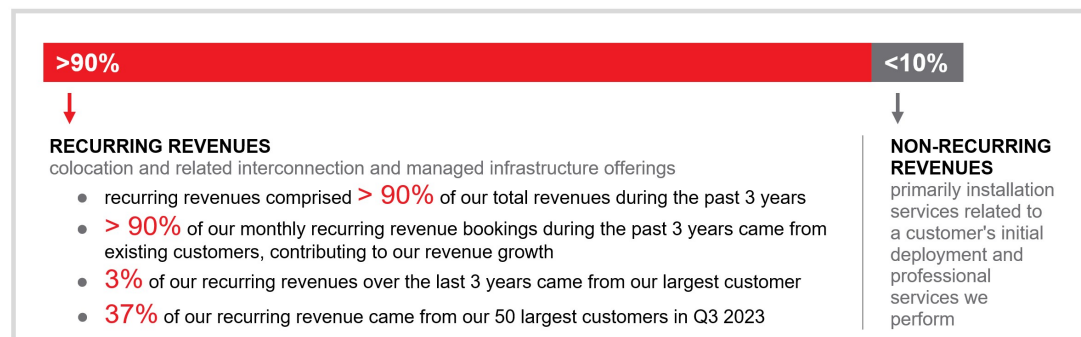 >90%
<10%
RECURRING REVENUES
colocation and related interconnection and managed infrastructure offerings
● recurring revenues comprised > 90% of our total revenues during the past 3 years
● > 90% of our monthly recurring revenue bookings during the past 3 years came from
existing customers, contributing to our revenue growth
● 3% of our recurring revenues over the last 3 years came from our largest customer
● 37% of our recurring revenue came from our 50 largest customers in Q3 2023
NON-RECURRING
REVENUES
primarily installation
services related to
a customer's initial
deployment and
professional
services we
perform